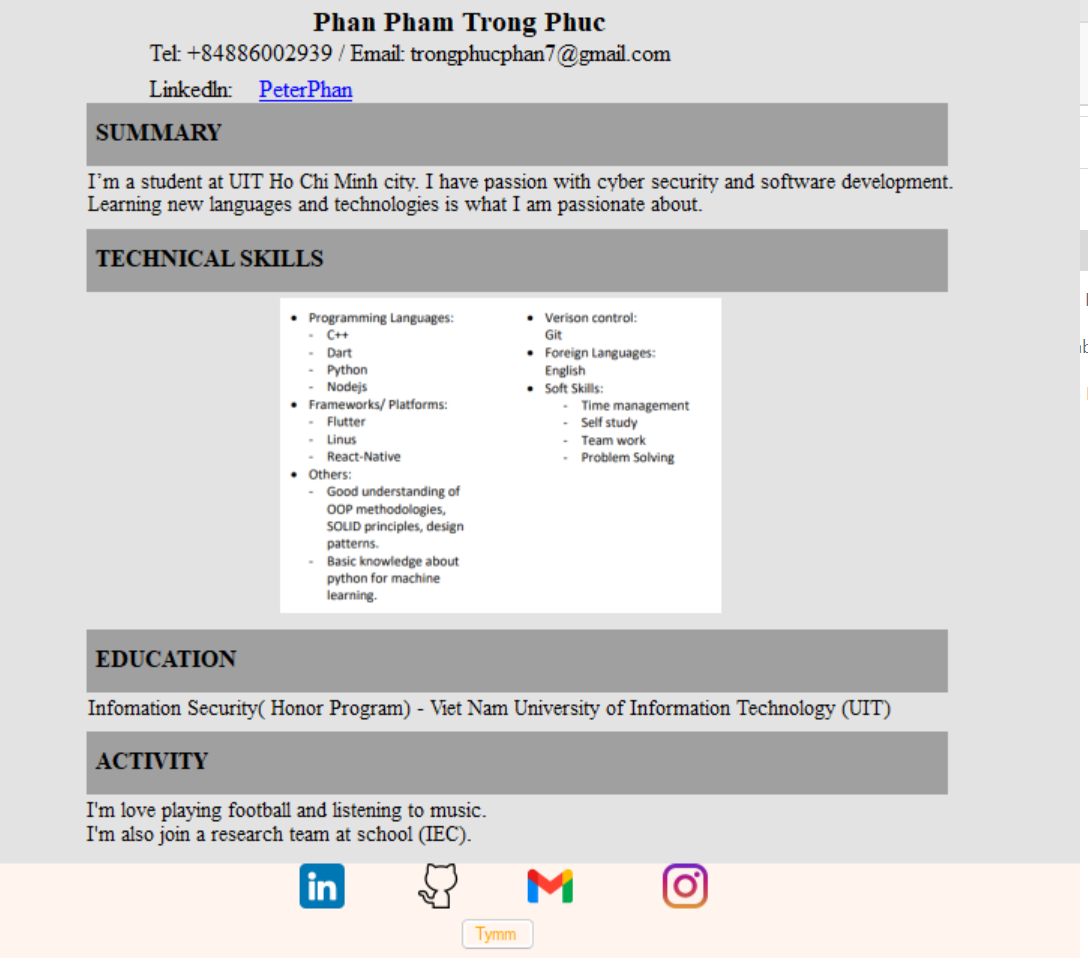 Phan Pham Trong Phuc
Tel: +84886002939 / Email: trongphucphan7@gmail.com
Linkedln: PeterPhan
SUMMARY
I’m a student at UIT Ho Chi Minh city. I have passion with cyber security and software development.
Learning new languages and technologies is what I am passionate about.
TECHNICAL SKILLS
• Programming Languages:
- C++
- Dart
- Python
- Nodejs
• Frameworks/ Platforms:
- Flutter
- Linus
- React-Native
• Others:
- Good understanding of
OOP methodologies,
SOLID principles, design
patterns.
- Basic knowledge about
python for machine
learning.
• Verison control:
Git
• Foreign Languages:
English
• Soft Skills:
- Time management
- Self study
- Team work
- Problem Solving
EDUCATION
Infomation Security( Honor Program) - Viet Nam University of Information Technology (UIT)
ACTIVITY
I'm love playing football and listening to music.
I'm also join a research team at school (IEC).
in
Tymm